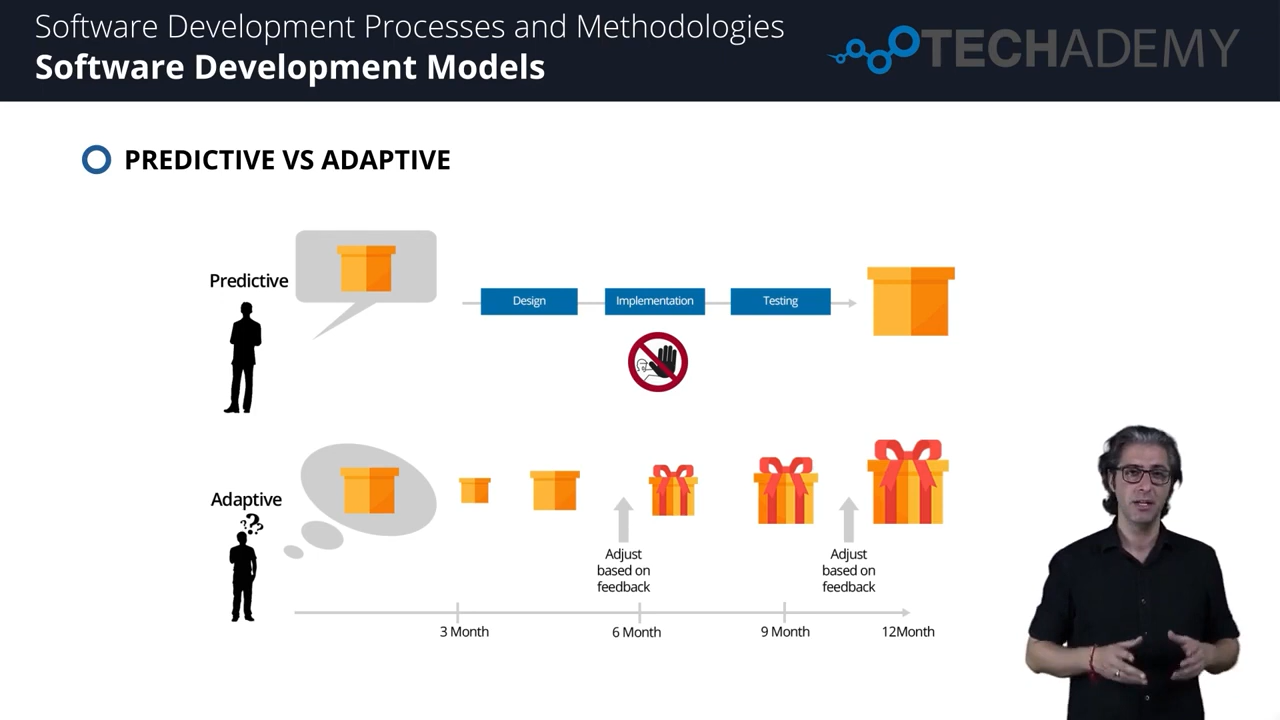 Software Development Processes and Methodologies
Software Development Models
TECHADEMY
PREDICTIVE VS ADAPTIVE
Predictive
Design
Implementation
Testing
Adaptive
???
Adjust
based on
feedback
Adjust
based on
feedback
3 Month
6 Month
9 Month
12Month